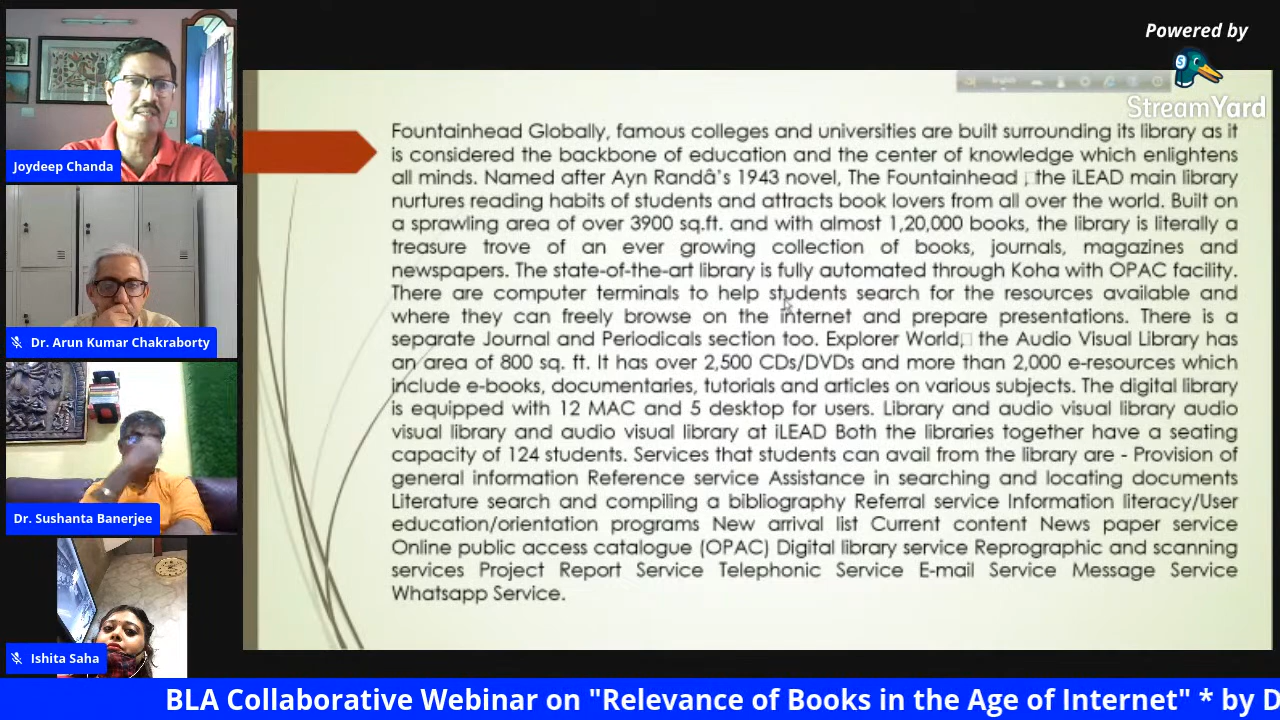 Powered by
StreamYard
Joydeep Chanda
Dr. Arun Kumar Chakraborty
Dr. Sushanta Banerjee
Ishita Saha
Fountainhead Globally, famous colleges and universities are built surrounding its library as it
is considered the backbone of education and the center of knowledge which enlightens
all minds. Named after Ayn Randâ's 1943 novel, The Fountainhead , the iLEAD main library
nurtures reading habits of students and attracts book lovers from all over the world. Built on
a sprawling area of over 3900 sq.ft. and with almost 1,20,000 books, the library is literally a
treasure trove of an ever growing collection of books, journals, magazines and
newspapers. The state-of-the-art library is fully automated through Koha with OPAC facility.
There are computer terminals to help students search for the resources available and
where they can freely browse on the internet and prepare presentations. There is a
separate Journal and Periodicals section too. Explorer World, the Audio Visual Library has
an area of 800 sq. ft. It has over 2,500 CDs/DVDs and more than 2,000 e-resources which
include e-books, documentaries, tutorials and articles on various subjects. The digital library
is equipped with 12 MAC and 5 desktop for users. Library and audio visual library audio
visual library and audio visual library at iLEAD Both the libraries together have a seating
capacity of 124 students. Services that students can avail from the library are - Provision of
general information Reference service Assistance in searching and locating documents
Literature search and compiling a bibliography Referral service Information literacy/User
education/orientation programs New arrival list Current content News paper service
Online public access catalogue (OPAC) Digital library service Reprographic and scanning
services Project Report Service Telephonic Service E-mail Service Message Service
Whatsapp Service.
BLA Collaborative Webinar on "Relevance of Books in the Age of Internet" * by D